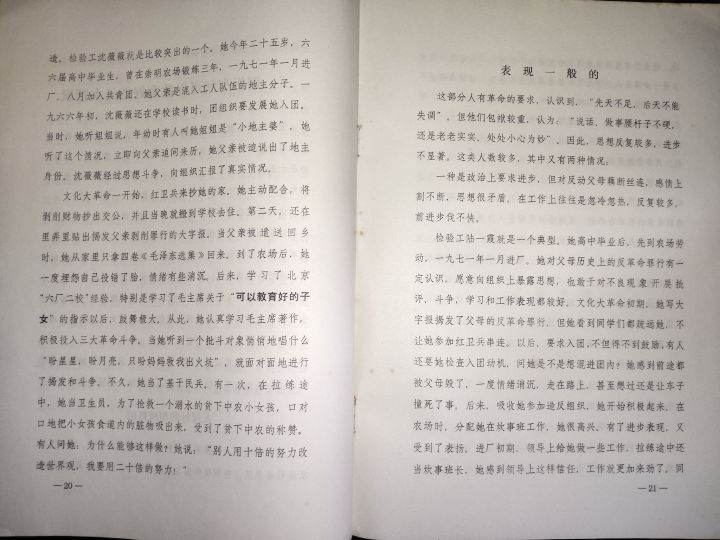 造。检验工沈薇薇就是比较突出的一个。她今年二十五岁，六
六届高中毕业生，曾在崇明农场锻炼三年，一九七一年一月进
厂，八月加入共青团。她父亲是混入工人队伍的地主分子。一
九六六年初，沈薇薇还在学校读书时，团组织要发展她入团。
当时，她听姐姐说，年幼时有人叫她姐姐是“小地主婆”，她
听了这个情况，立即向父亲追问来历，她父亲被迫说出了地主
身份。沈薇薇经过思想斗争，向组织汇报了真实情况。
文化大革命一开始，红卫兵来抄她的家，她主动配合，将
剥削财物抄出交公，并且当晚就搬到学校去住。第二天，还在
里弄里贴出揭发父亲剥削罪行的大字报。当父亲被遣送回乡
时，她从家里只拿四卷《毛泽东选集》回来。到了农场后，她
一度埋怨自己投错了胎，情绪有些消沉。后来，学习了北京
“六厂二校”经验，特别是学习了毛主席关于“可以教育好的子
女”的指示以后，鼓舞极大。从此，她认真学习毛主席著作，
积极投入三大革命斗争。当她听到一个批斗对象悄悄地唱什么
“盼星星，盼月亮，只盼妈妈救我出火坑”，就面对面地进行
了揭发和斗争。不久，她当了基干民兵，有一次，在拉练途
中，她当卫生员，为了抢救一个溺水的贫下中农小女孩，口对
口地把小女孩食道内的脏物吸出来，受到了贫下中农的称赞。
有人问她：为什么能够这样做？她说：“别人用十倍的努力改
造世界观，我要用二十倍的努力！”
—20—
表现一般的
这部分人有革命的要求，认识到，“先天不足，后天不能
失调”。但他们包袱较重，认为：“说话、做事腰杆子不硬，
还是老老实实、处处小心为妙”。因此，思想反复较多，进步
不显著。这类人数较多，其中又有两种情况：
一种是政治上要求进步，但对反动父母藕断丝连，感情上
割不断，思想很矛盾，在工作上往往是忽冷忽热，反复较多，
前进步伐不快。
检验工陆一霞就是一个典型。她高中毕业后，先到农场劳
动，一九七一年一月进厂。她对父母历史上的反革命罪行有一
定认识，愿意向组织上暴露思想，也敢于对不良现象开展批
评、斗争，学习和工作表现都较好。文化大革命初期，她写大
字报揭发了父母的反革命罪行，但她看到同学们都疏远她，不
让她参加红卫兵串连。以后，要求入团，不但得不到鼓励，有人
还要她检查入团动机，问她是不是想混进团内？她感到前途都
被父母毁了，一度情绪消沉，走在路上，甚至想过还是让车子
撞死了事。后来，吸收她参加造反组织，她开始积极起来。在
农场时，分配她在炊事班工作，她很高兴，有了进步表现，又
受到了表扬。进厂初期，领导上给她做一些工作，拉练途中还
当炊事班长，她感到领导上这样信任，工作就更加来劲了。同
—21—